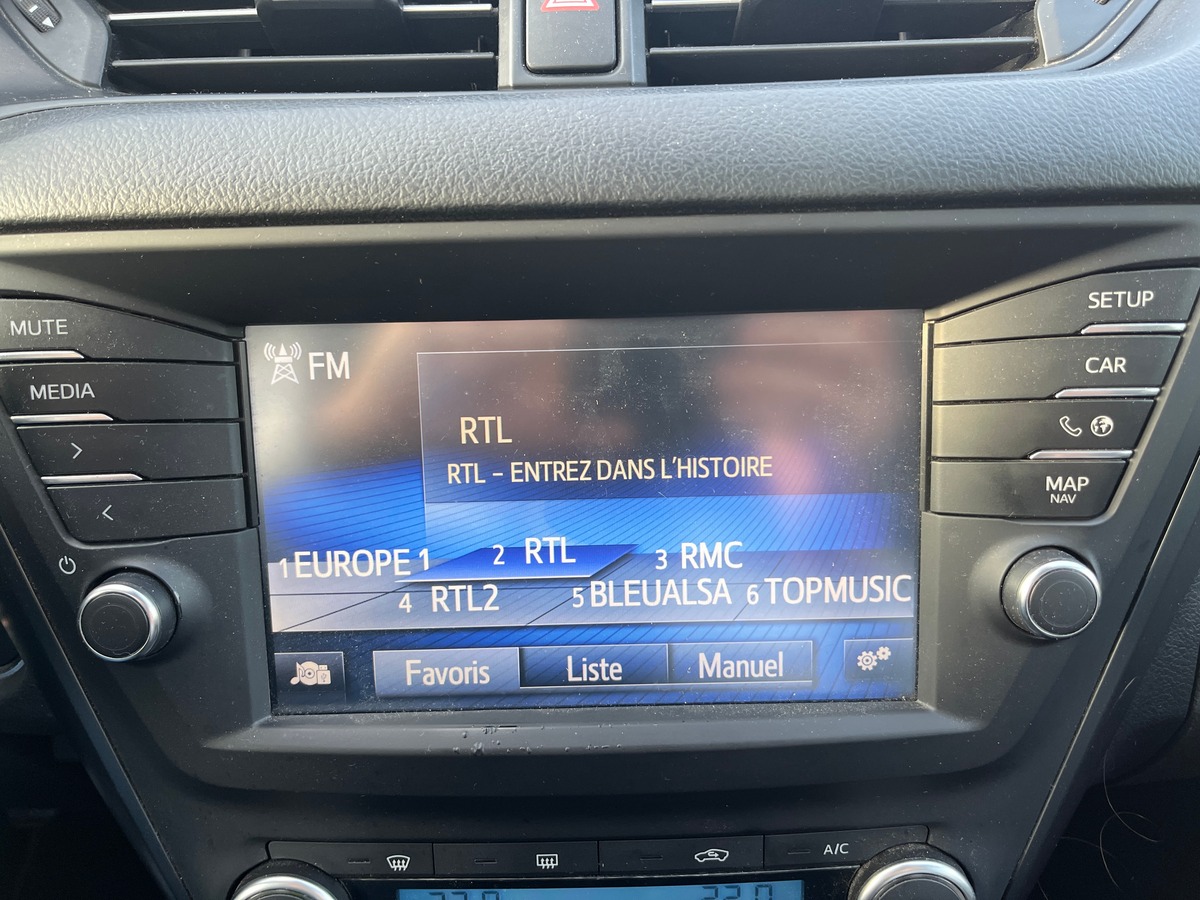 MUTE
MEDIA
>
<
FM
RTL
RTL – ENTREZ DANS L'HISTOIRE
1 EUROPE 1 2 RTL 3 RMC
4 RTL2 5 BLEUALSA 6 TOPMUSIC
Favoris Liste Manuel
SETUP
CAR
MAP
NAV
A/C